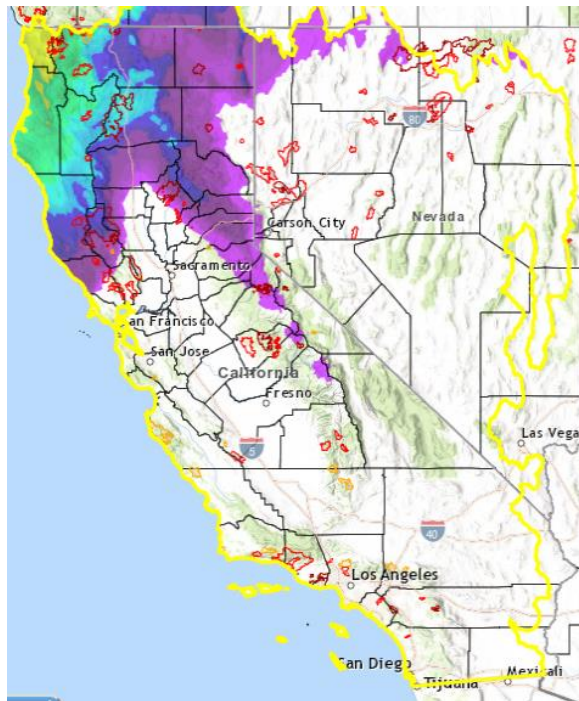 80
Carson City
Nevada
Sacramento
an Francisco
San Jose
California
Fresno
5
Las Vega
40
Los Angeles
San Diego
Tijuana
Mexicali